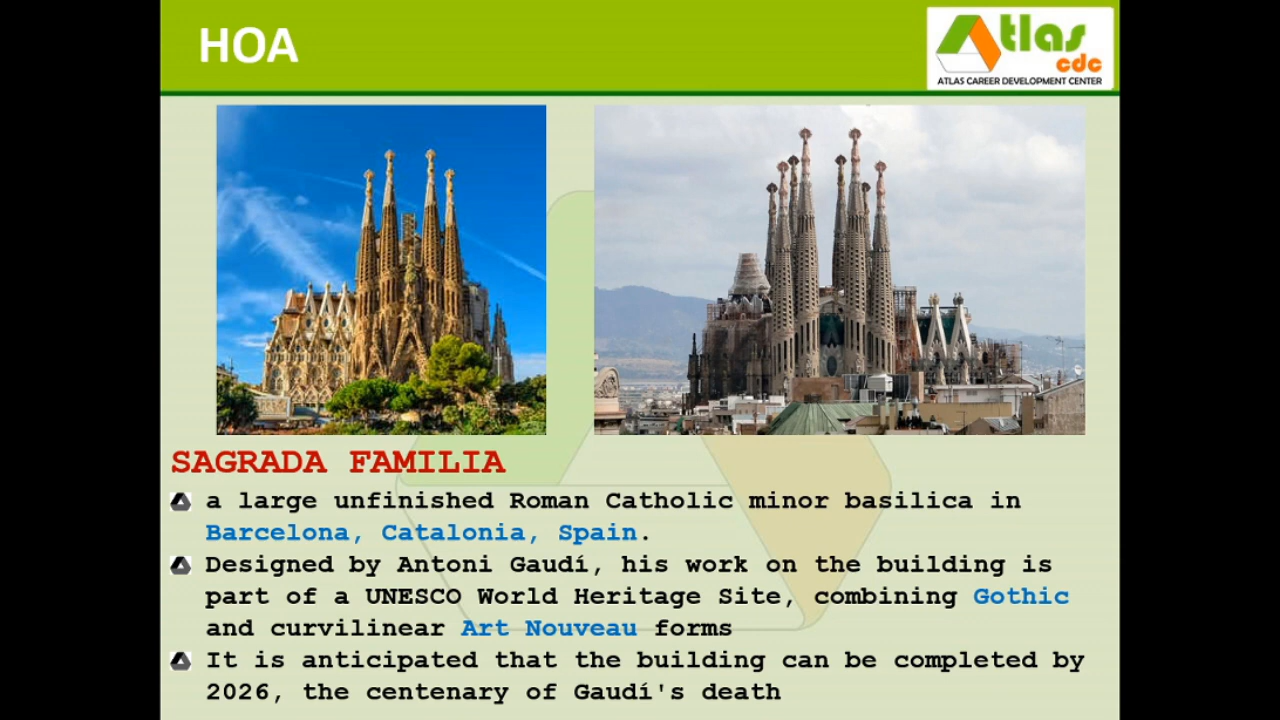 HOA
Atlas
cdc
ATLAS CAREER DEVELOPMENT CENTER
SAGRADA FAMILIA
a large unfinished Roman Catholic minor basilica in
Barcelona, Catalonia, Spain.
Designed by Antoni Gaudí, his work on the building is
part of a UNESCO World Heritage Site, combining Gothic
and curvilinear Art Nouveau forms
It is anticipated that the building can be completed by
2026, the centenary of Gaudí's death